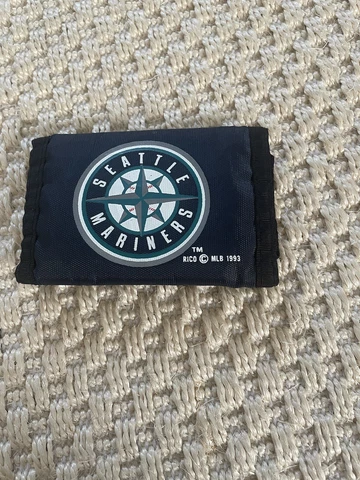 SEATTLE
MARINERS
TM
RICO © MLB 1993